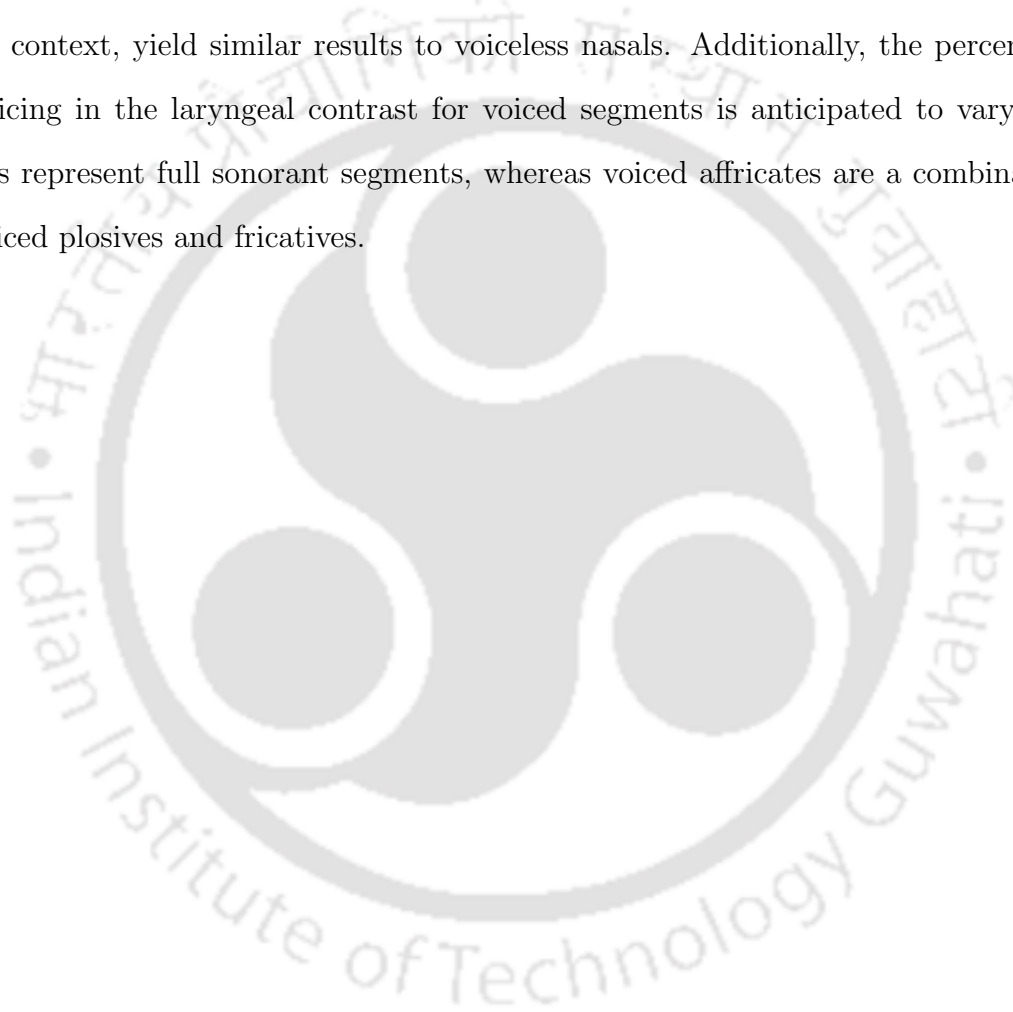 context, yield similar results to voiceless nasals. Additionally, the percen
icing in the laryngeal contrast for voiced segments is anticipated to vary
s represent full sonorant segments, whereas voiced affricates are a combina
iced plosives and fricatives.
भारतीय प्रौद्योगिकी संस्थान गुवाहाटी
Indian Institute of Technology Guwahati